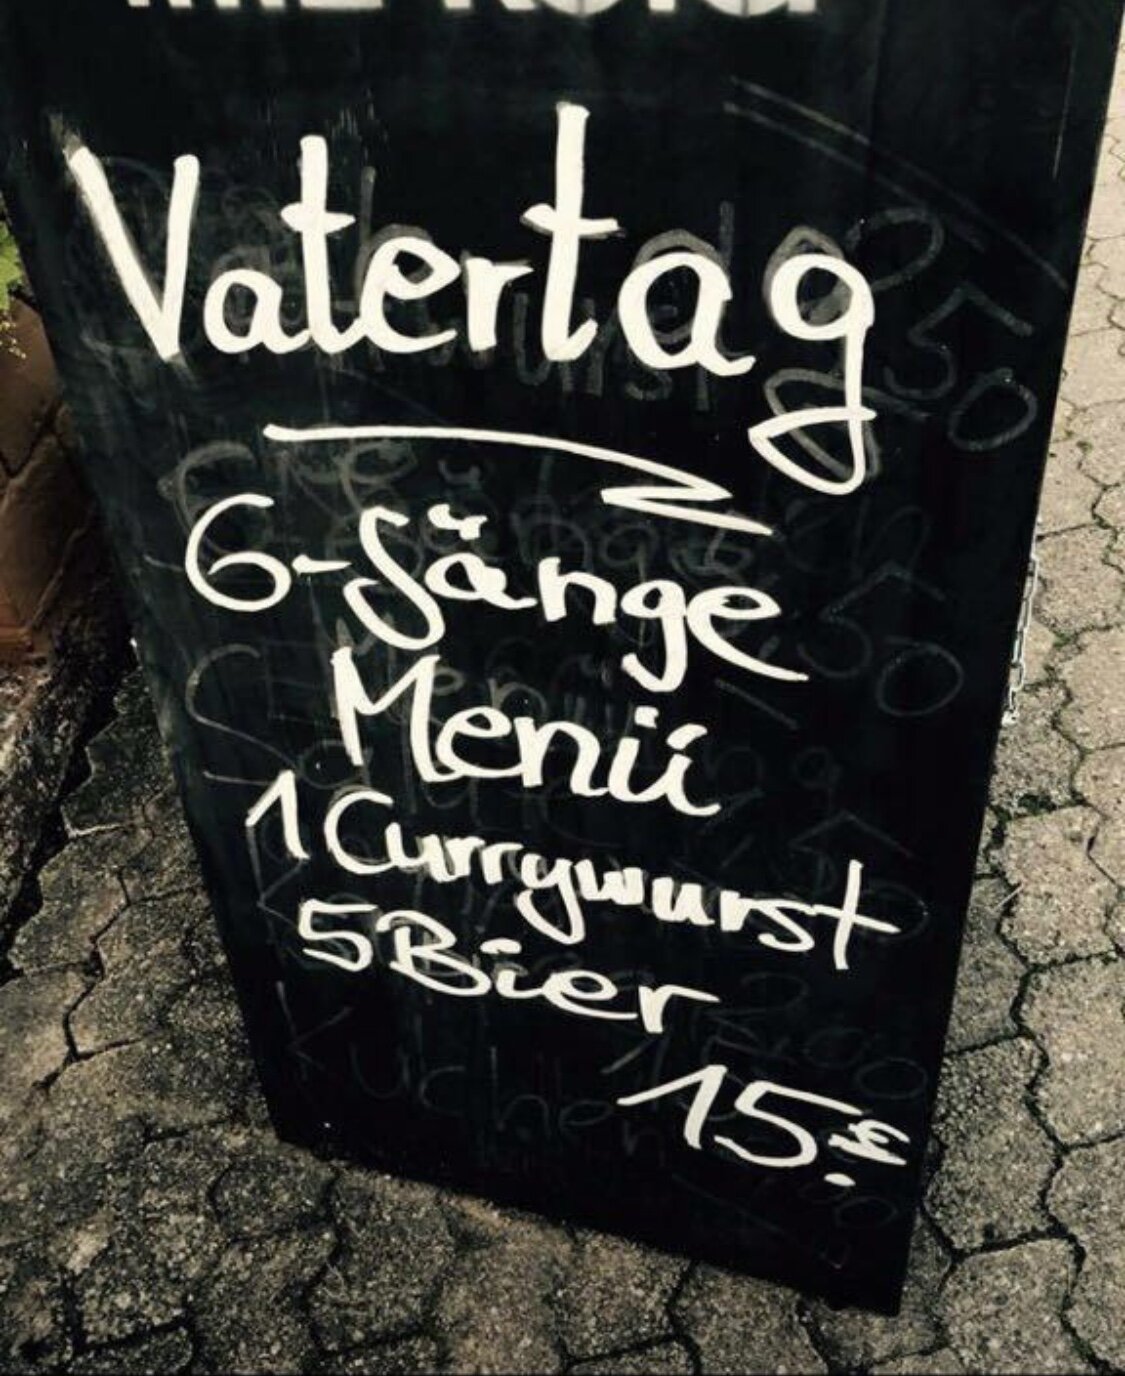 Vatertag
6-Gänge
Menü
1 Currywurst
5 Bier
15.€